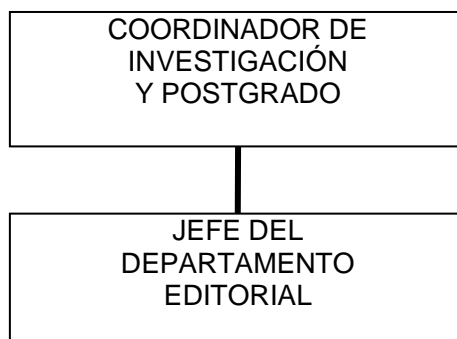 COORDINADOR DE
INVESTIGACIÓN
Y POSTGRADO
JEFE DEL
DEPARTAMENTO
EDITORIAL